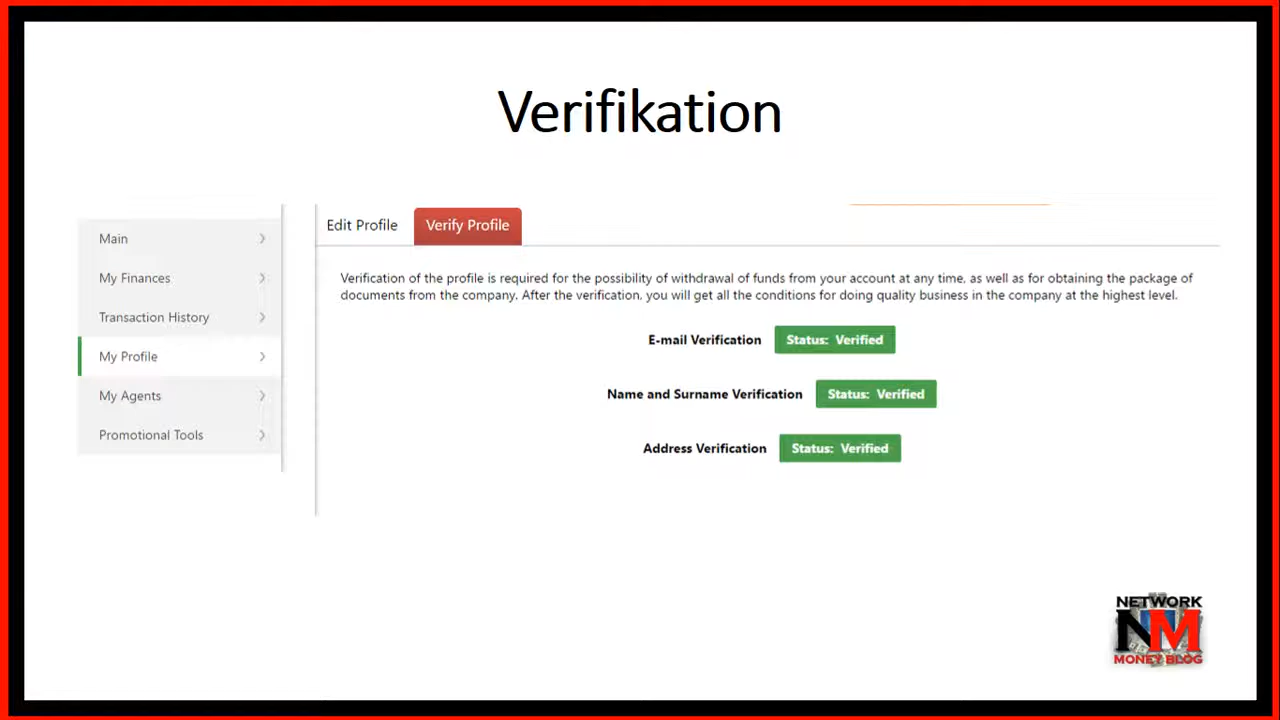 Verifikation
Edit Profile
Verify Profile
Main
My Finances
Transaction History
My Profile
My Agents
Promotional Tools
Verification of the profile is required for the possibility of withdrawal of funds from your account at any time, as well as for obtaining the package of
documents from the company. After the verification, you will get all the conditions for doing quality business in the company at the highest level.
E-mail Verification
Status: Verified
Name and Surname Verification
Status: Verified
Address Verification
Status: Verified
NETWORK
NM
MONEY BLOG